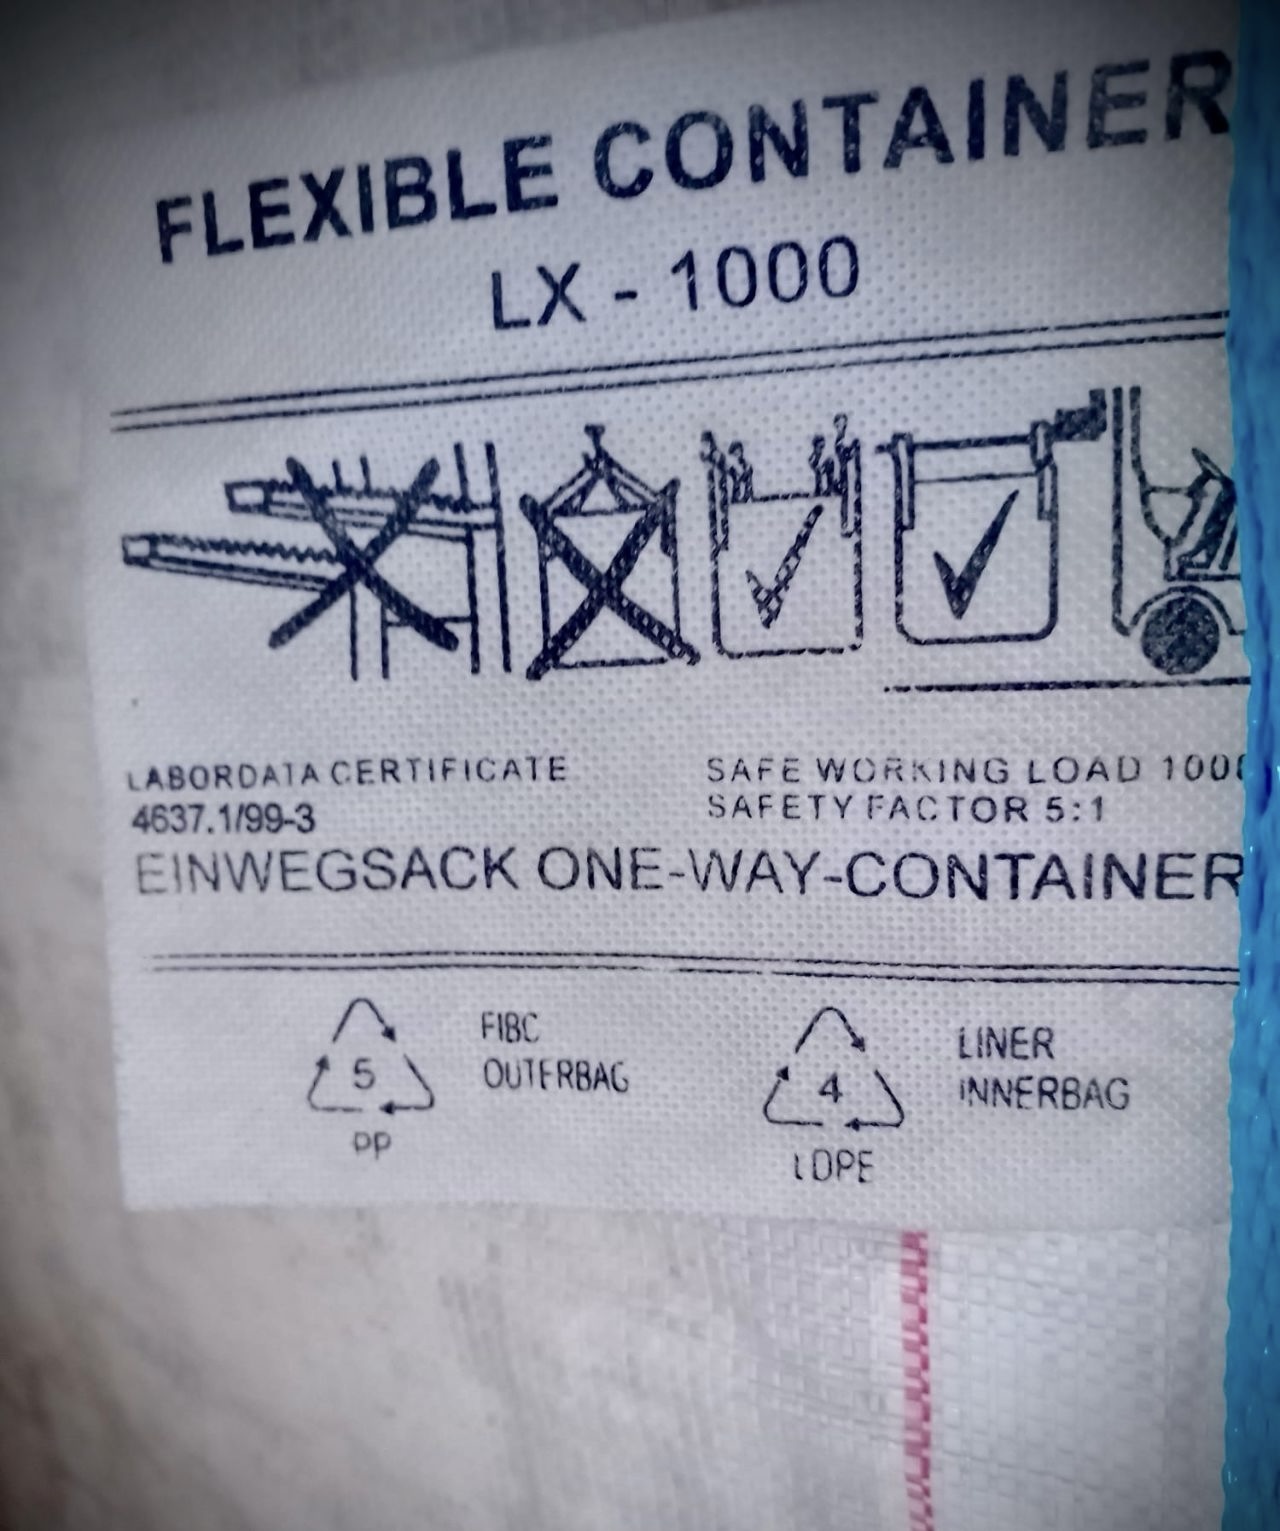 FLEXIBLE CONTAINER
LX - 1000
LABORDATA CERTIFICATE
4637.1/99-3
SAFE WORKING LOAD 1000
SAFETY FACTOR 5:1
EINWEGSACK ONE-WAY-CONTAINER
5
PP
FIBC
OUTERBAG
4
LDPE
LINER
INNERBAG